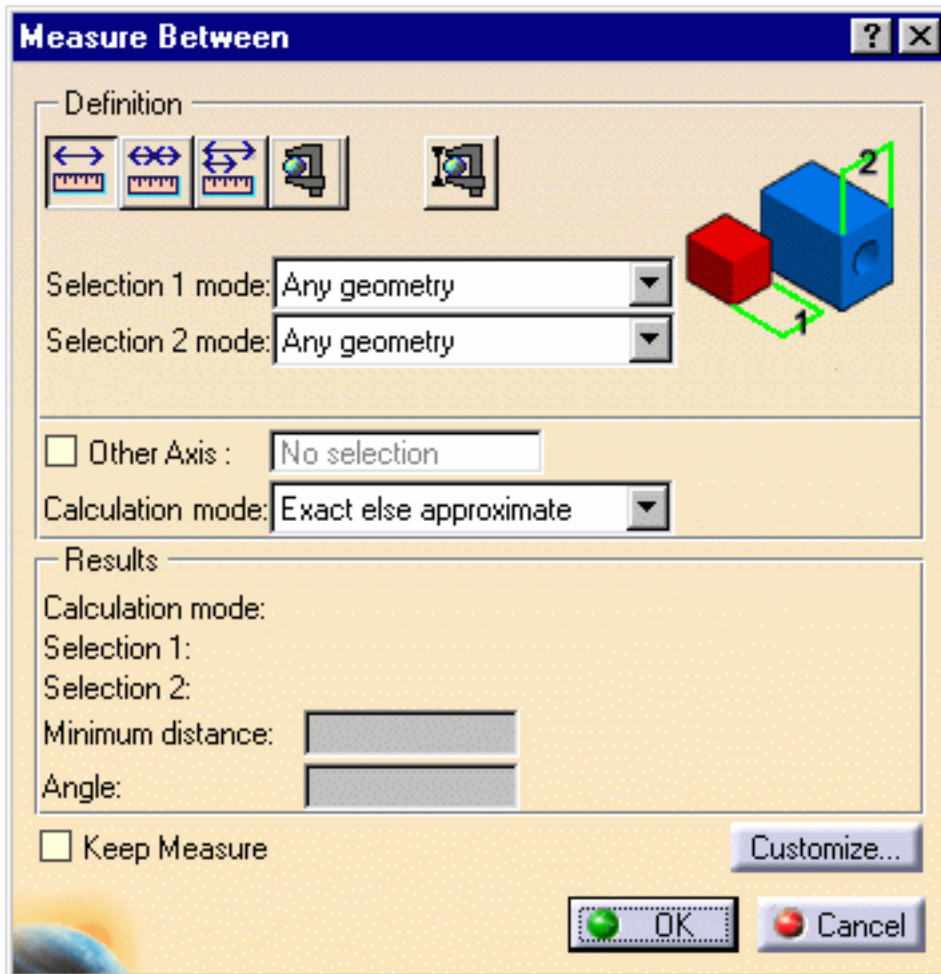 Measure Between ? X
Definition
2
Selection 1 mode: Any geometry
1
Selection 2 mode: Any geometry
Other Axis : No selection
Calculation mode: Exact else approximate
Results
Calculation mode:
Selection 1:
Selection 2:
Minimum distance:
Angle:
Keep Measure Customize...
OK Cancel